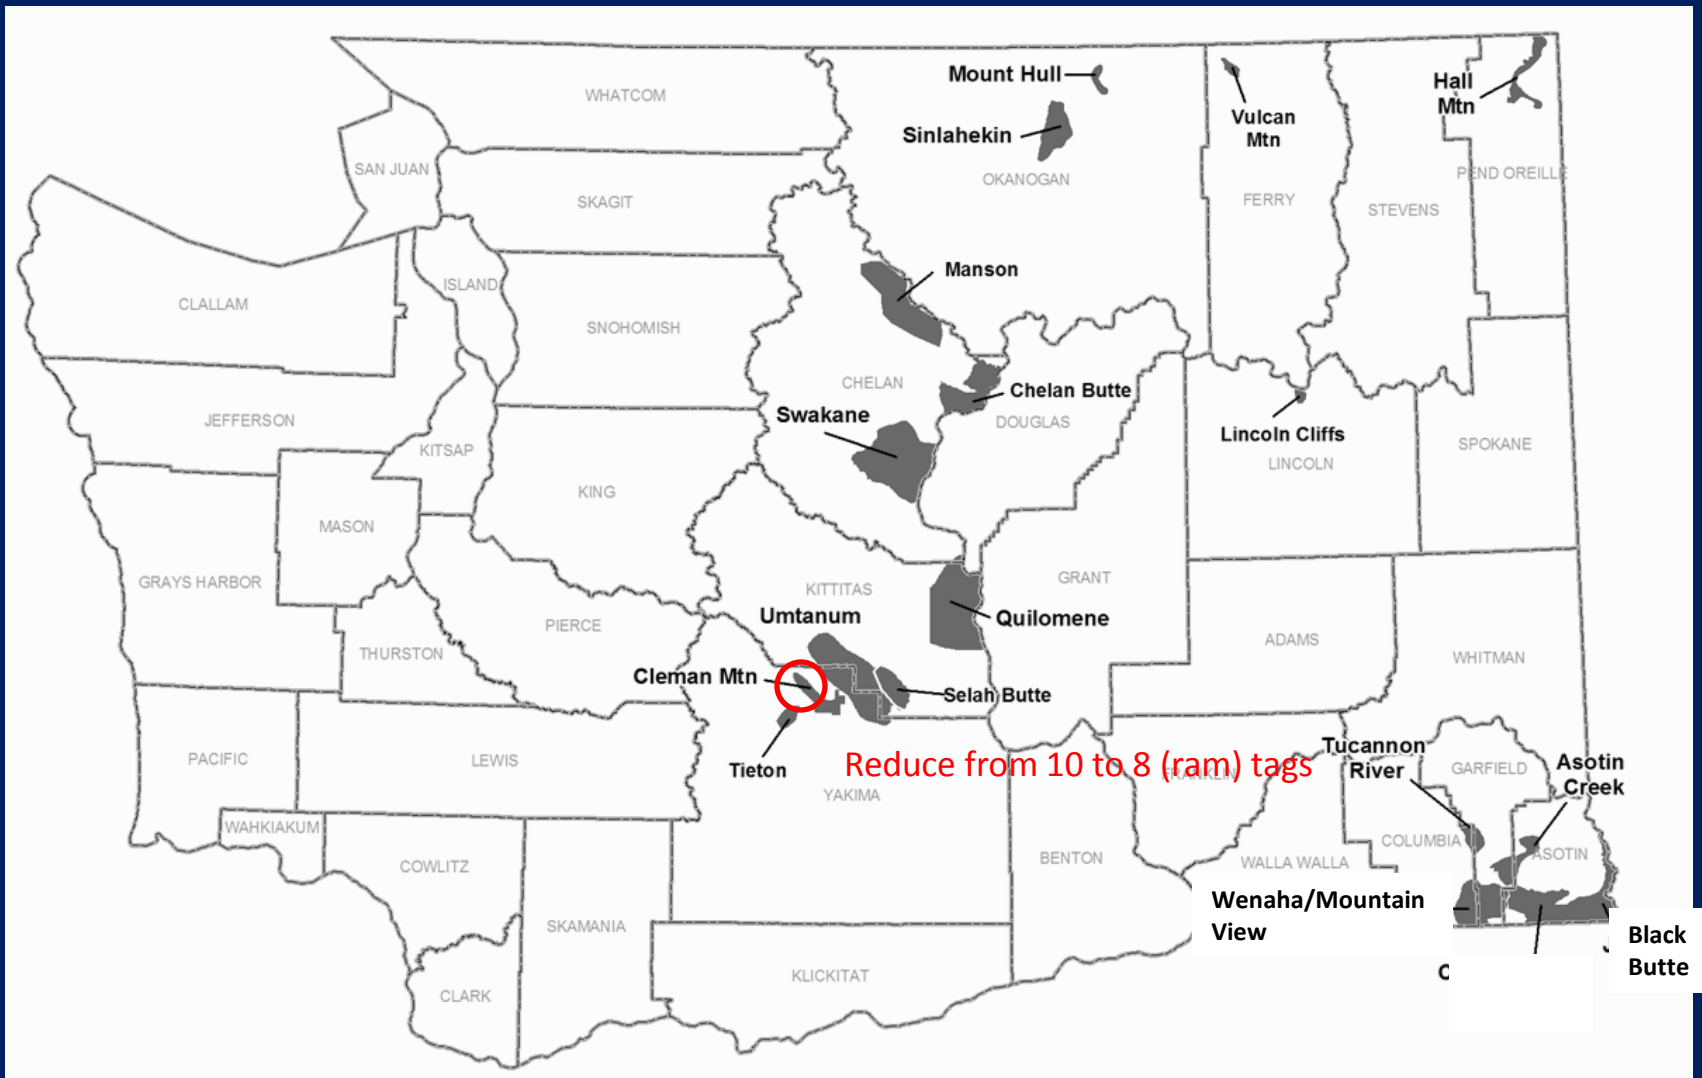 Mount Hull
Hall
Mtn
WHATCOM
Vulcan
Mtn
Sinlahekin
SAN JUAN
OKANOGAN
PEND OREILLE
SKAGIT
FERRY
STEVENS
Manson
ISLAND
CLALLAM
SNOHOMISH
CHELAN
Chelan Butte
Swakane
DOUGLAS
JEFFERSON
Lincoln Cliffs
KITSAP
SPOKANE
LINCOLN
KING
MASON
GRAYS HARBOR
KITTITAS
GRANT
Umtanum
Quilomene
PIERCE
ADAMS
THURSTON
WHITMAN
Cleman Mtn
Selah Butte
PACIFIC
LEWIS
Tieton
Reduce from 10 to 8 (ram) tags
FRANKLIN
YAKIMA
Tucannon
River
GARFIELD
Asotin
Creek
WAHKIAKUM
COLUMBIA
ASOTIN
COWLITZ
BENTON
WALLA WALLA
Wenaha/Mountain
View
SKAMANIA
Black
Butte
KLICKITAT
CLARK